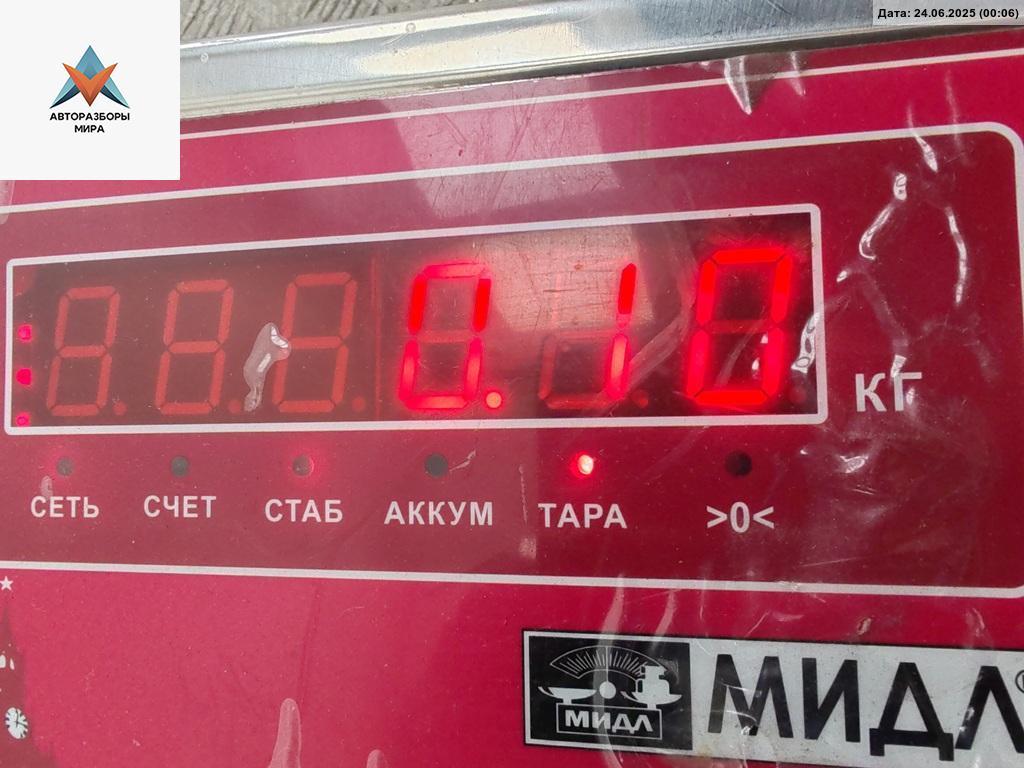 Дата: 24.06.2025 (00:06)
АВТОРАЗБОРЫ
МИРА
0.10
КГ
СЕТЬ СЧЕТ СТАБ АККУМ ТАРА >0<
МИДЛ
МИДЛ®